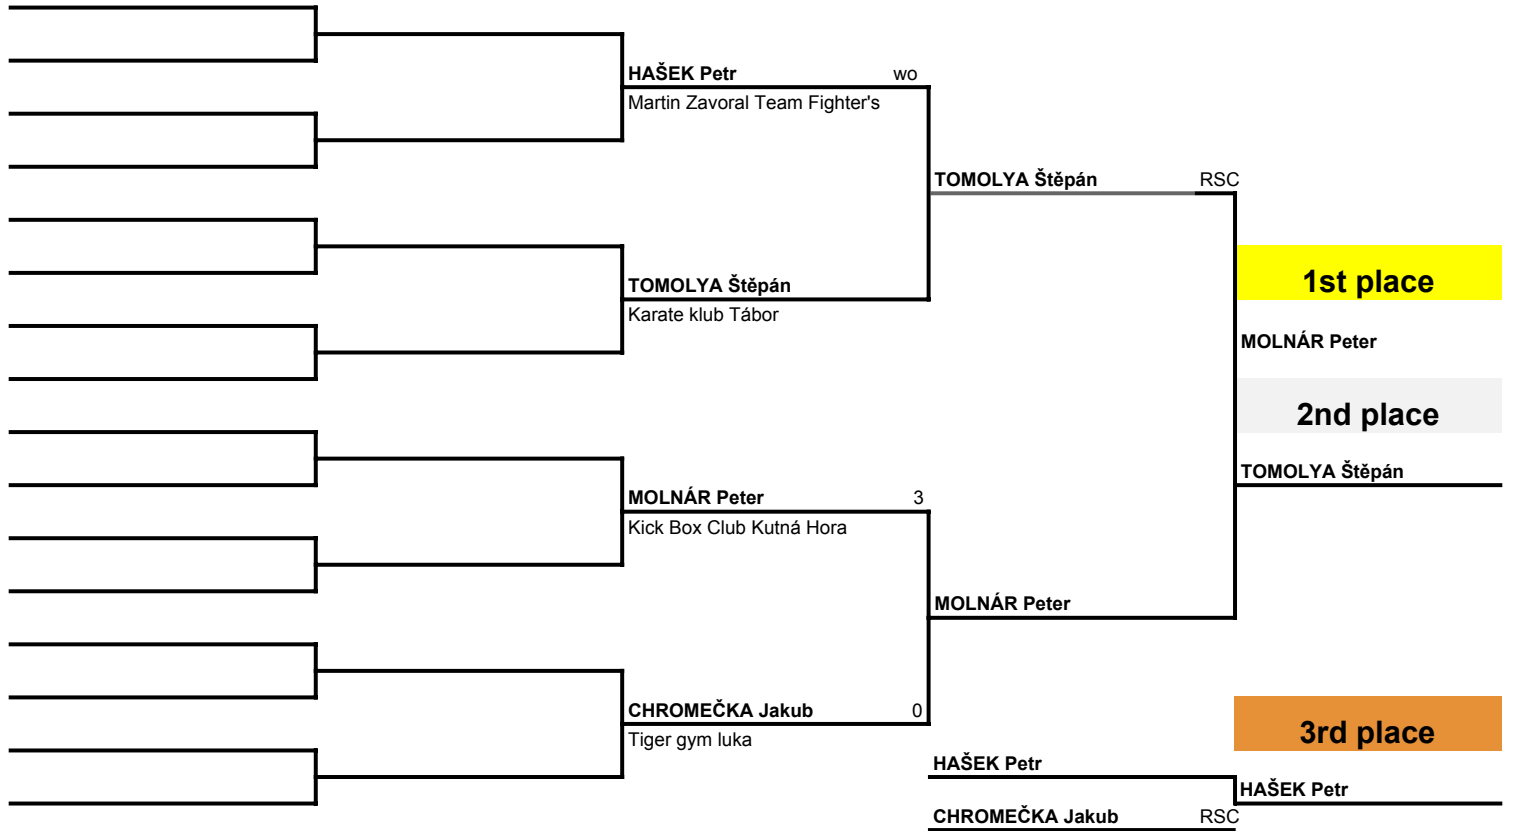 HAŠEK Petr wo
Martin Zavoral Team Fighter's
TOMOLYA Štěpán RSC
1st place
TOMOLYA Štěpán
Karate klub Tábor
MOLNÁR Peter
2nd place
TOMOLYA Štěpán
MOLNÁR Peter 3
Kick Box Club Kutná Hora
MOLNÁR Peter
CHROMEČKA Jakub 0
Tiger gym luka
3rd place
HAŠEK Petr
HAŠEK Petr
CHROMEČKA Jakub RSC